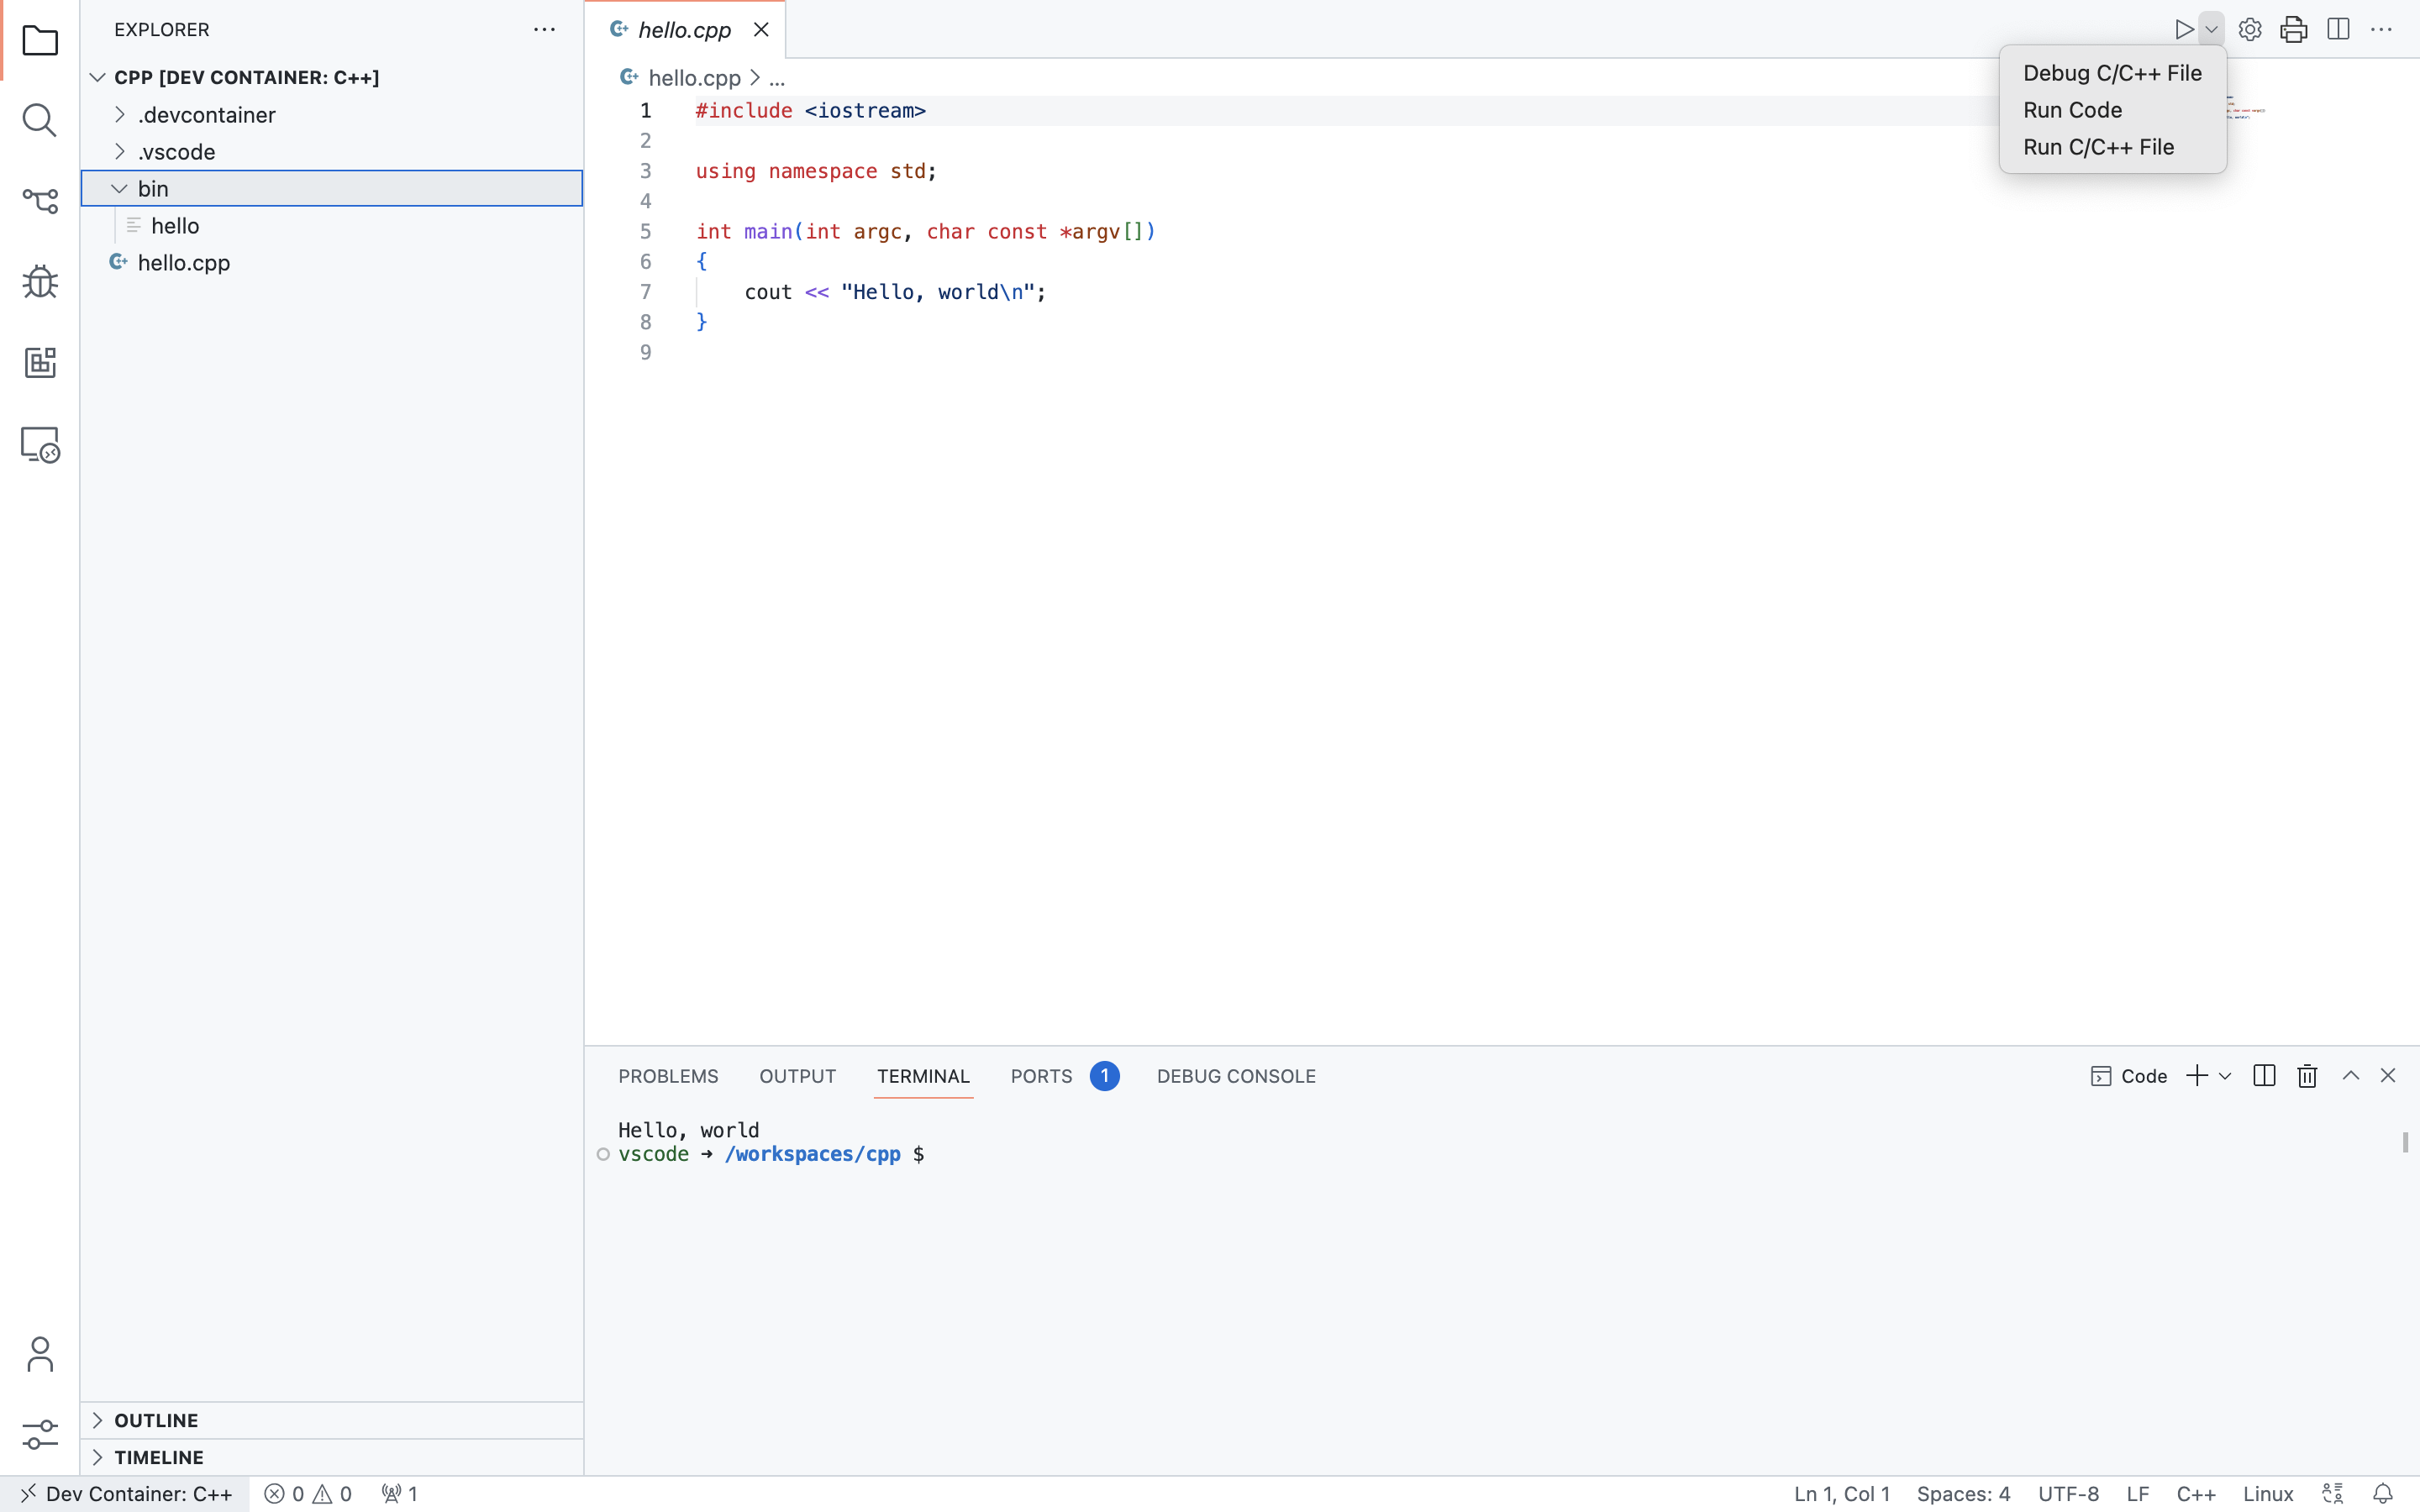 EXPLORER
CPP [DEV CONTAINER: C++]
.devcontainer
.vscode
bin
hello
hello.cpp
OUTLINE
TIMELINE
hello.cpp
hello.cpp > ...
Debug C/C++ File
Run Code
Run C/C++ File
1 #include <iostream>
2
3 using namespace std;
4
5 int main(int argc, char const *argv[])
6 {
7 cout << "Hello, world\n";
8 }
9
PROBLEMS OUTPUT TERMINAL PORTS 1 DEBUG CONSOLE
Code
Hello, world
vscode ➜ /workspaces/cpp $
Dev Container: C++ 0 0 1
Ln 1, Col 1 Spaces: 4 UTF-8 LF C++ Linux